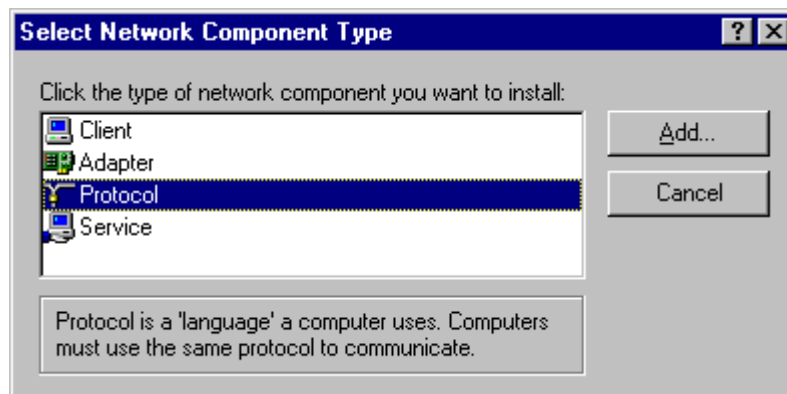 Select Network Component Type
Click the type of network component you want to install:
Client
Adapter
Protocol
Service
Add...
Cancel
Protocol is a 'language' a computer uses. Computers
must use the same protocol to communicate.